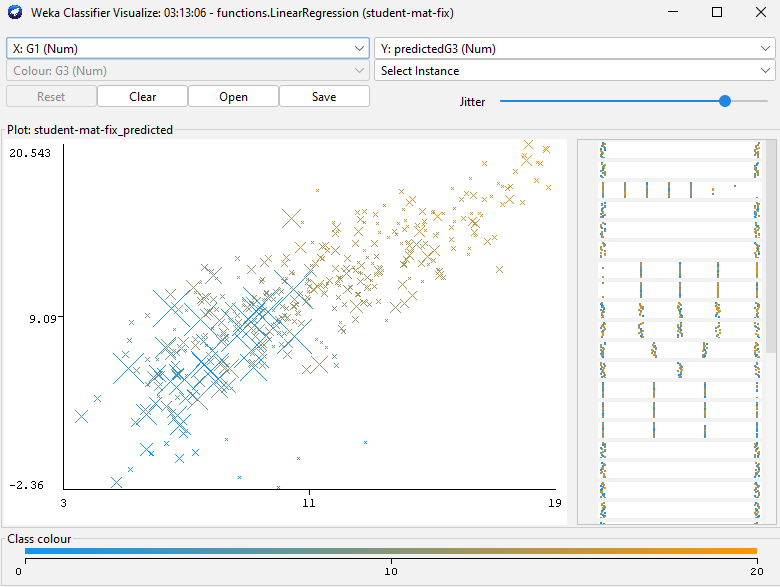 Weka Classifier Visualize: 03:13:06 - functions.LinearRegression (student-mat-fix)
X: G1 (Num)
Y: predictedG3 (Num)
Colour: G3 (Num)
Select Instance
Reset
Clear
Open
Save
Jitter
Plot: student-mat-fix_predicted
20.543
9.09
-2.36
3
11
19
Class colour
0
10
20